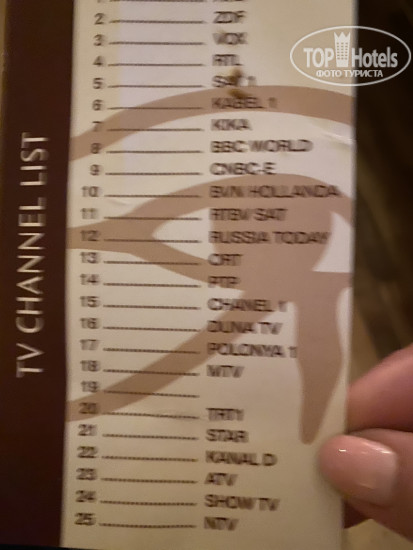 TopHotels
ФОТО ТУРИСТА
TV CHANNEL LIST
2 ZDF
3 VOX
4 RTL
5 SAT 1
6 KABEL 1
7 KIKA
8 BBC WORLD
9 CNBC-E
10 BVN HOLLANDA
11 RTBV SAT
12 RUSSIA TODAY
13 ORT
14 PTP
15 CHANEL 1
16 DUNA TV
17 POLONYA 1
18 MTV
19
20 TRT1
21 STAR
22 KANAL D
23 ATV
24 SHOW TV
25 NTV